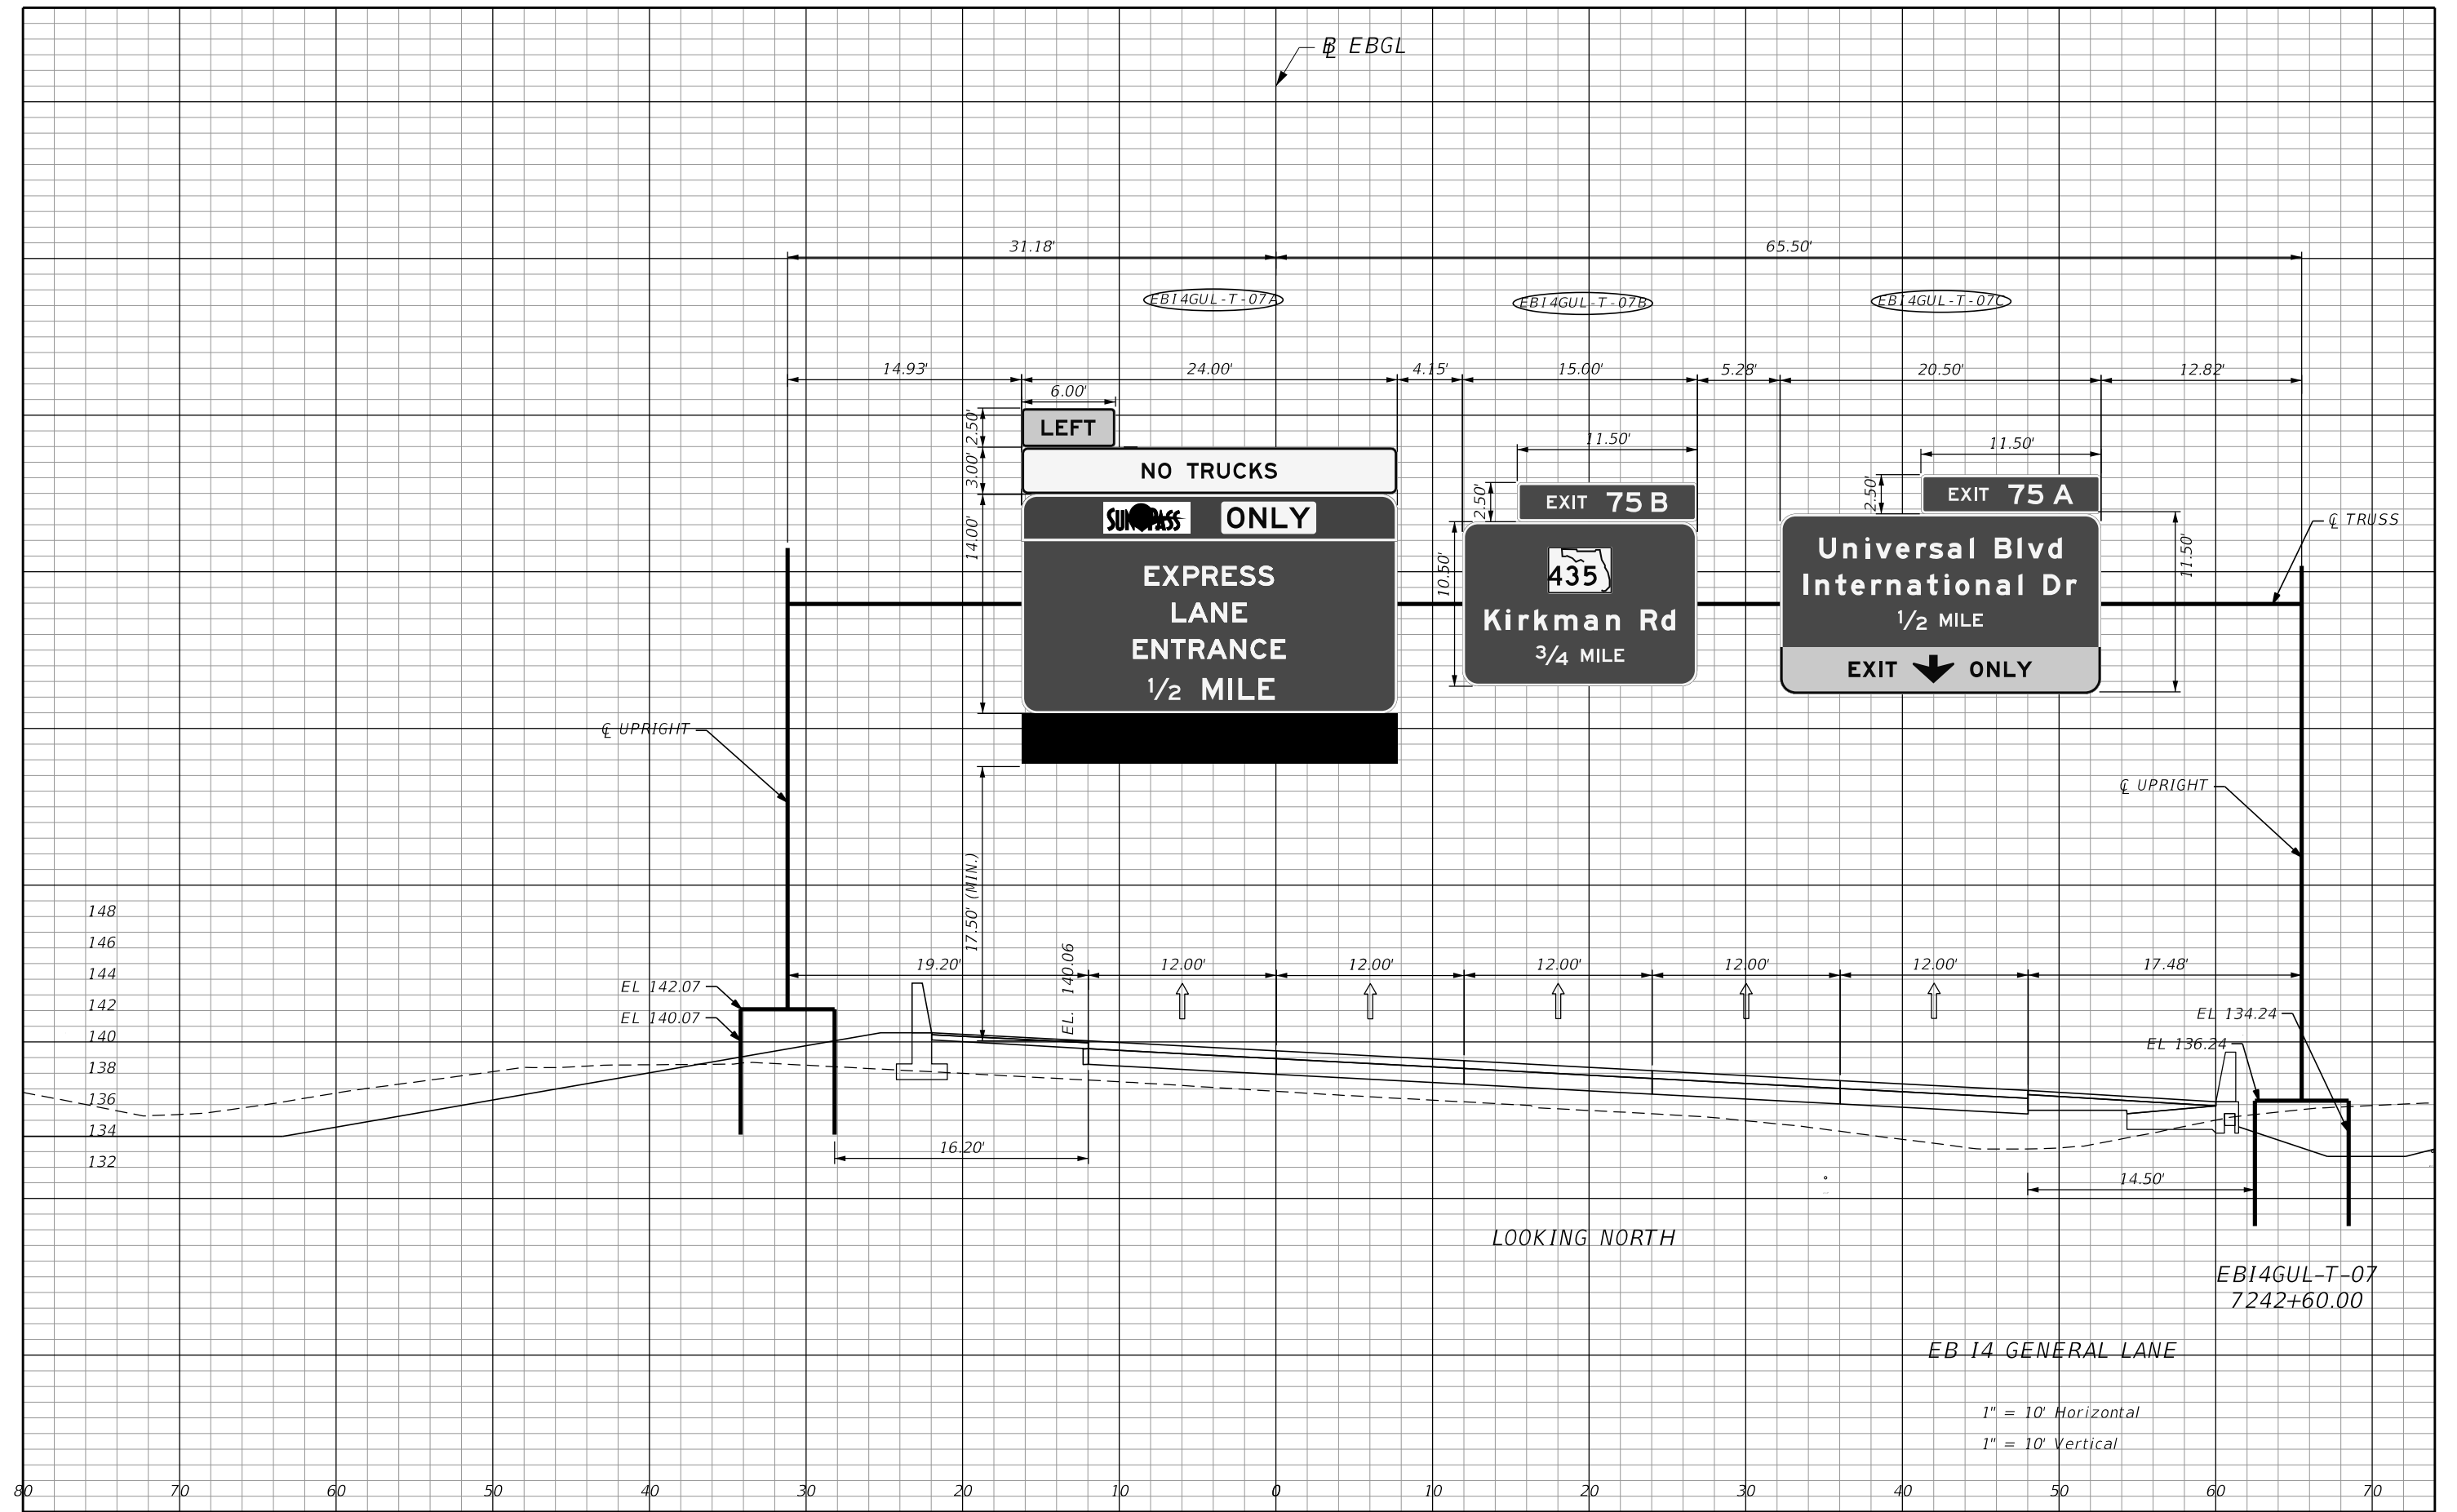 ℄ EBGL
31.18' 65.50'
EBI4GUL-T-07A EBI4GUL-T-07B EBI4GUL-T-07C
14.93' 24.00' 4.15' 15.00' 5.28' 20.50' 12.82'
6.00'
2.50'
LEFT
11.50'
11.50'
3.00'
NO TRUCKS
2.50'
EXIT 75 B
2.50'
EXIT 75 A
14.00'
SUNPASS ONLY
EXPRESS
LANE
ENTRANCE
1/2 MILE
10.50'
435
Kirkman Rd
3/4 MILE
Universal Blvd
International Dr
1/2 MILE
EXIT ONLY
11.50'
℄ TRUSS
℄ UPRIGHT
℄ UPRIGHT
17.50' (MIN.)
EL. 140.06
148
146
144
142
140
138
136
134
132
19.20' 12.00' 12.00' 12.00' 12.00' 12.00' 17.48'
EL 142.07
EL 140.07
EL 134.24
EL 136.24
16.20'
14.50'
LOOKING NORTH
EBI4GUL-T-07
7242+60.00
EB I4 GENERAL LANE
1" = 10' Horizontal
1" = 10' Vertical
80 70 60 50 40 30 20 10 0 10 20 30 40 50 60 70